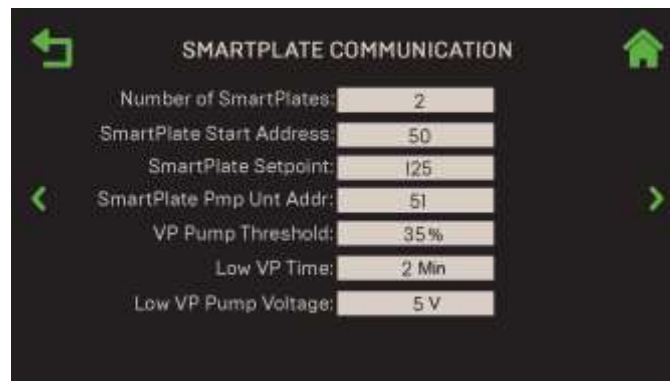 SMARTPLATE COMMUNICATION
Number of SmartPlates: 2
SmartPlate Start Address: 50
SmartPlate Setpoint: 125
SmartPlate Pmp Unt Addr: 51
VP Pump Threshold: 35%
Low VP Time: 2 Min
Low VP Pump Voltage: 5 V